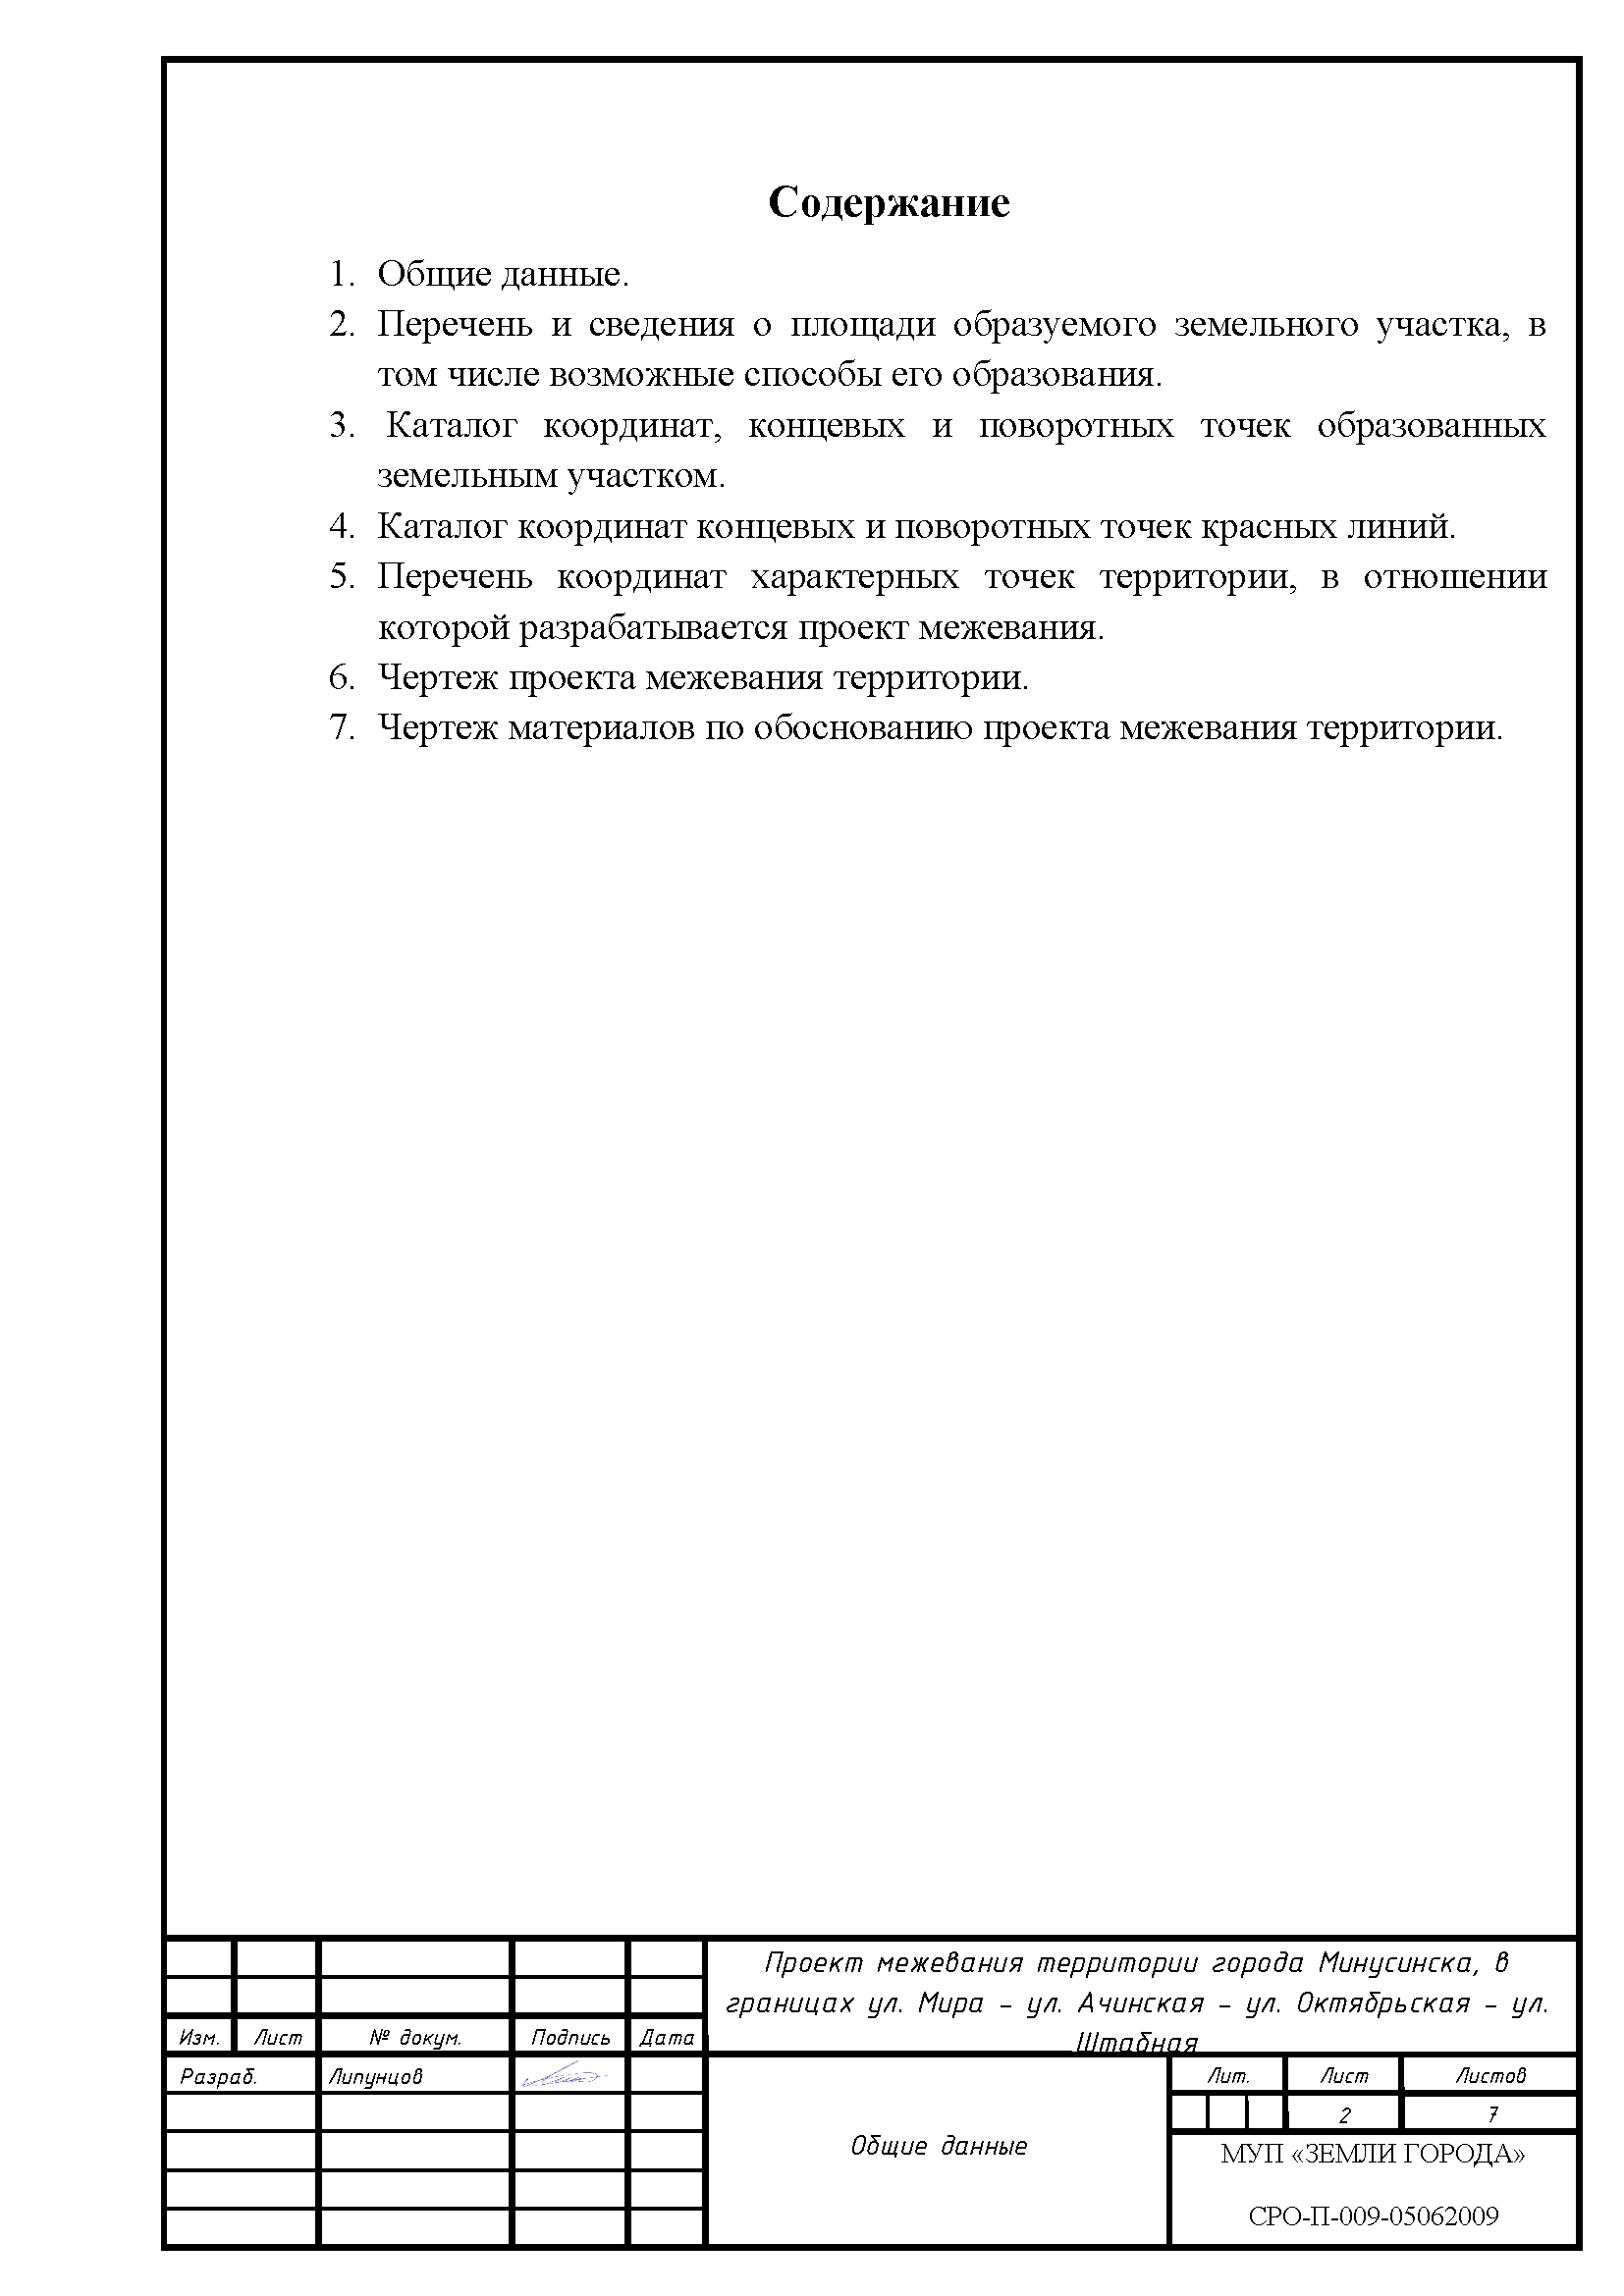 Содержание
1. Общие данные.
2. Перечень и сведения о площади образуемого земельного участка, в
том числе возможные способы его образования.
3. Каталог координат, концевых и поворотных точек образованных
земельным участком.
4. Каталог координат концевых и поворотных точек красных линий.
5. Перечень координат характерных точек территории, в отношении
которой разрабатывается проект межевания.
6. Чертеж проекта межевания территории.
7. Чертеж материалов по обоснованию проекта межевания территории.
Проект межевания территории города Минусинска, в
границах ул. Мира – ул. Ачинская – ул. Октябрьская – ул.
Штабная
Изм. Лист № докум. Подпись Дата
Разраб. Липунцов
Общие данные
Лит. Лист Листов
2 7
МУП «ЗЕМЛИ ГОРОДА»
СРО-П-009-05062009